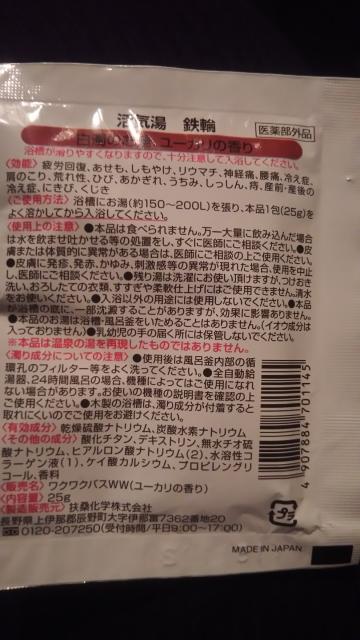 活気湯 鉄輪
医薬部外品
白濁のお湯、ユーカリの香り
浴槽が滑りやすくなりますので、十分注意して入浴してください。
〈効能〉疲労回復、あせも、しもやけ、リウマチ、神経痛、腰痛、冷え症、
肩のこり、荒れ性、ひび、あかぎれ、うちみ、しっしん、痔、産前・産後の
冷え症、にきび、くじき
〈ご使用方法〉浴槽にお湯(約150〜200L)を張り、本品1包(25g)を
よく溶かしてから入浴してください。
〈使用上の注意〉●本品は食べられません。万一大量に飲み込んだ場合
は水を飲ませ吐かせる等の処置をし、すぐに医師にご相談ください。●皮
膚または体質的に異常がある場合は、医師にご相談の上ご使用ください。
●皮膚に発疹、発赤、かゆみ、刺激感等の異常が現れた場合、使用を中止
し、医師にご相談ください。●残り湯は洗濯にお使い頂けますが、つけおき
洗い、おろしたての衣類、すすぎや柔軟仕上げにはご使用できません。清水
をお使いください。●入浴以外の用途には使用しないでください。●本品
が浴槽の底に、一部沈澱することがありますが、効果に影響ありません。
●本品のお湯は浴槽・風呂釜をいためることはありません。(イオウ成分は
入っておりません)●乳幼児の手の届く所には保管しないでください。
※本品は温泉の湯を再現したものではありません。
〈濁り成分についての注意〉●使用後は風呂釜内部の循
環孔のフィルター等をよく洗ってください。●全自動給
湯器、24時間風呂の場合、機種によってはご使用になれ
ない場合があります。お使いの機種の説明書を確認の上
ご使用ください。●木製の浴槽は、濁り成分が付着すると
取れにくいのでご使用をお避けください。
〈有効成分〉乾燥硫酸ナトリウム、炭酸水素ナトリウム
〈その他の成分〉酸化チタン、デキストリン、無水チオ硫
酸ナトリウム、ヒアルロン酸ナトリウム(2)、水溶性コ
ラーゲン液(1)、ケイ酸カルシウム、プロピレングリ
コール、香料
〈販売名〉ワクワクバスWW(ユーカリの香り)
〈内容量〉25g
〈製造販売元〉扶桑化学株式会社
長野県上伊那郡辰野町大字伊那富7362番地20
0120-207250(受付時間/平日9:00〜17:00)
4 907884 701145
プラ
MADE IN JAPAN